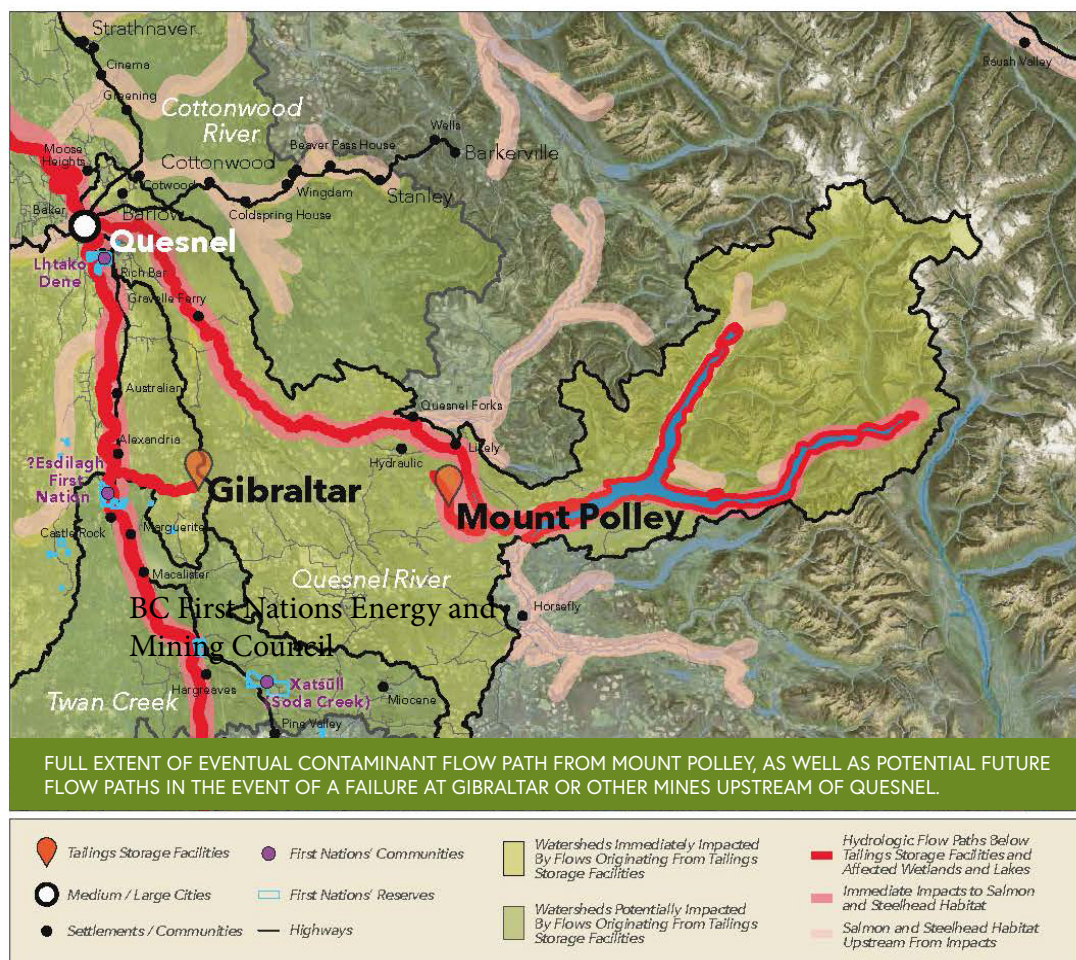 Strathnaver
Cinema
Greening
Cottonwood
River
Raush Valley
Wells
Beaver Pass House
Barkerville
Moose
Heights
Cottonwood
Cotwood
Wingdam
Stanley
Baker
Barlow
Coldspring House
Quesnel
Lhtako
Dene
Rich Bar
Gravelle Ferry
Australian
Quesnel Forks
Alexandria
Likely
Hydraulic
?Esdilagh
First
Nation
Gibraltar
Mount Polley
Castle Rock
Marguerite
Macalister
Quesnel River
BC First Nations Energy and
Mining Council
Horsefly
Hargreaves
Xatśūll
(Soda Creek)
Miocene
Twan Creek
Pine Valley
FULL EXTENT OF EVENTUAL CONTAMINANT FLOW PATH FROM MOUNT POLLEY, AS WELL AS POTENTIAL FUTURE
FLOW PATHS IN THE EVENT OF A FAILURE AT GIBRALTAR OR OTHER MINES UPSTREAM OF QUESNEL.
Tailings Storage Facilities
Medium / Large Cities
Settlements / Communities
First Nations' Communities
First Nations' Reserves
Highways
Watersheds Immediately Impacted
By Flows Originating From Tailings
Storage Facilities
Watersheds Potentially Impacted
By Flows Originating From Tailings
Storage Facilities
Hydrologic Flow Paths Below
Tailings Storage Facilities and
Affected Wetlands and Lakes
Immediate Impacts to Salmon
and Steelhead Habitat
Salmon and Steelhead Habitat
Upstream From Impacts